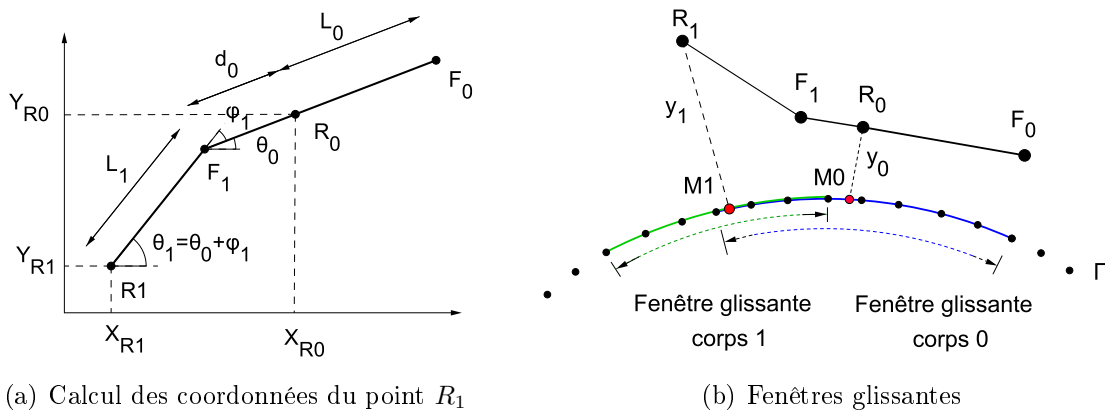 L0
d0
F0
YR0
φ1
R0
θ0
F1
L1
θ1=θ0+φ1
YR1
R1
XR1
XR0
(a) Calcul des coordonnées du point R1
R1
F1
R0
F0
y1
y0
M1
M0
Γ
Fenêtre glissante
corps 1
Fenêtre glissante
corps 0
(b) Fenêtres glissantes